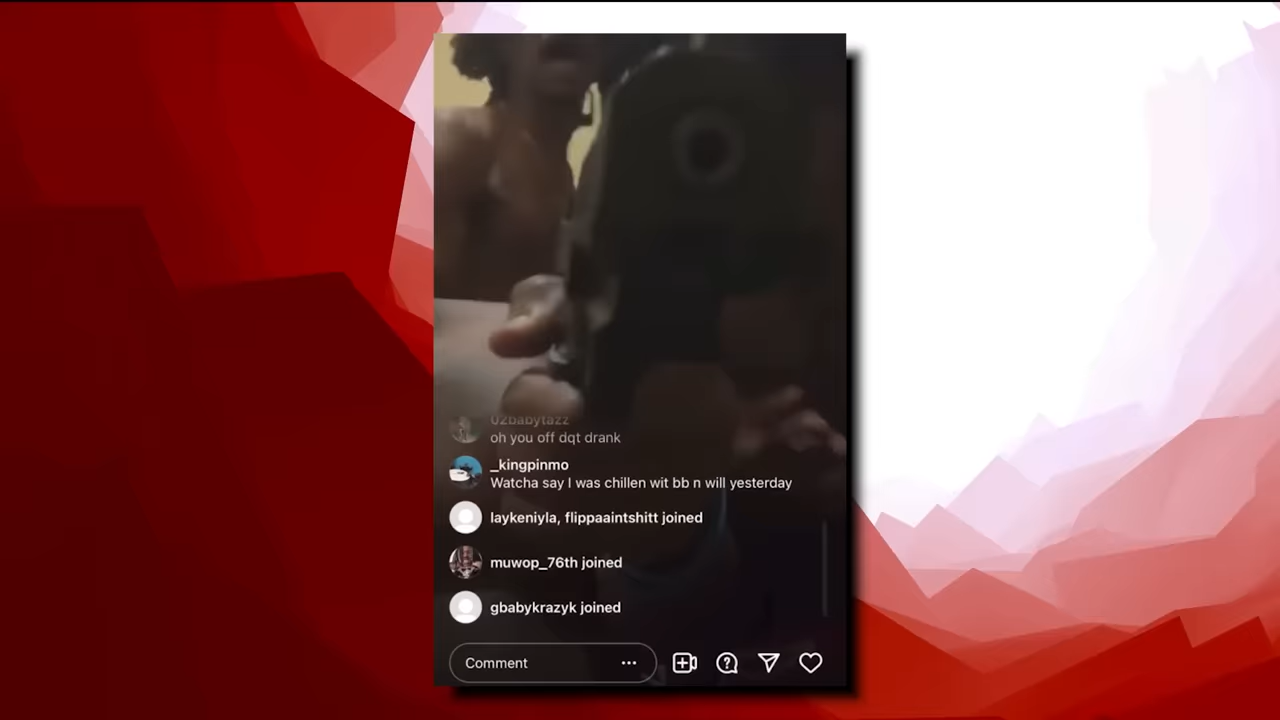 02babytazz
oh you off dqt drank
_kingpinmo
Watcha say I was chillen wit bb n will yesterday
laykeniyla, flippaaintshitt joined
muwop_76th joined
gbabykrazyk joined
Comment